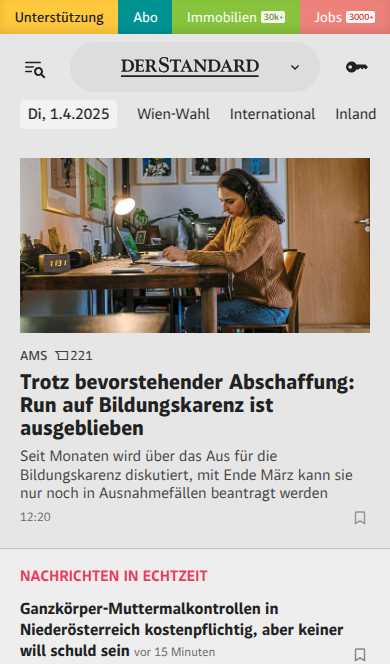 Unterstützung Abo Immobilien 30k+ Jobs 3000+
DERSTANDARD
Di, 1.4.2025 Wien-Wahl International Inland
AMS 221
Trotz bevorstehender Abschaffung:
Run auf Bildungskarenz ist
ausgeblieben
Seit Monaten wird über das Aus für die
Bildungskarenz diskutiert, mit Ende März kann sie
nur noch in Ausnahmefällen beantragt werden
12:20
NACHRICHTEN IN ECHTZEIT
Ganzkörper-Muttermalkontrollen in
Niederösterreich kostenpflichtig, aber keiner
will schuld sein vor 15 Minuten